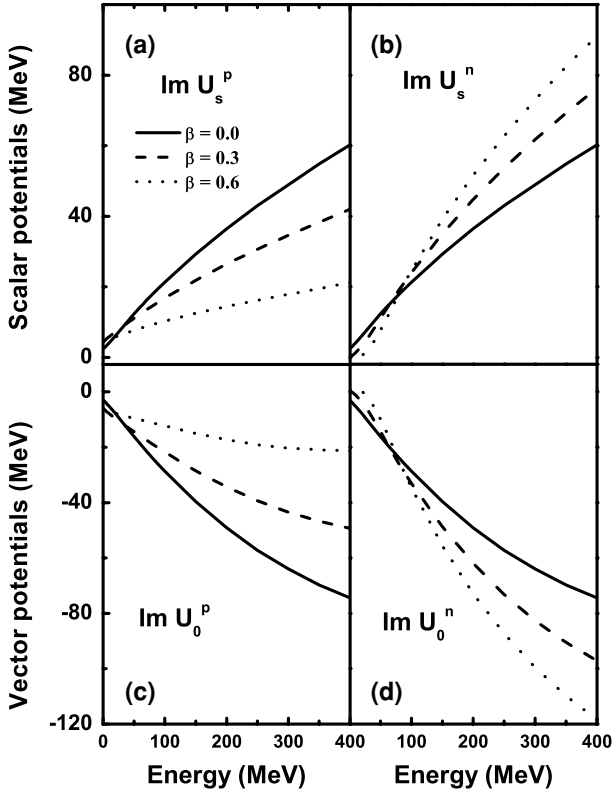 (a)
Im U_s^p
β = 0.0
β = 0.3
β = 0.6
(b)
Im U_s^n
Scalar potentials (MeV)
80
40
0
Vector potentials (MeV)
0
-40
-80
-120
Im U_0^p
(c)
Im U_0^n
(d)
0 100 200 300 400 100 200 300 400
Energy (MeV) Energy (MeV)